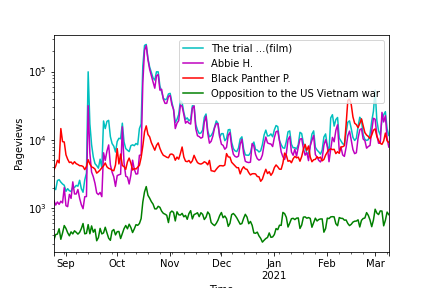 The trial ...(film)
Abbie H.
Black Panther P.
Opposition to the US Vietnam war
Pageviews
10^5
10^4
10^3
Sep Oct Nov Dec Jan Feb Mar
2021
Time